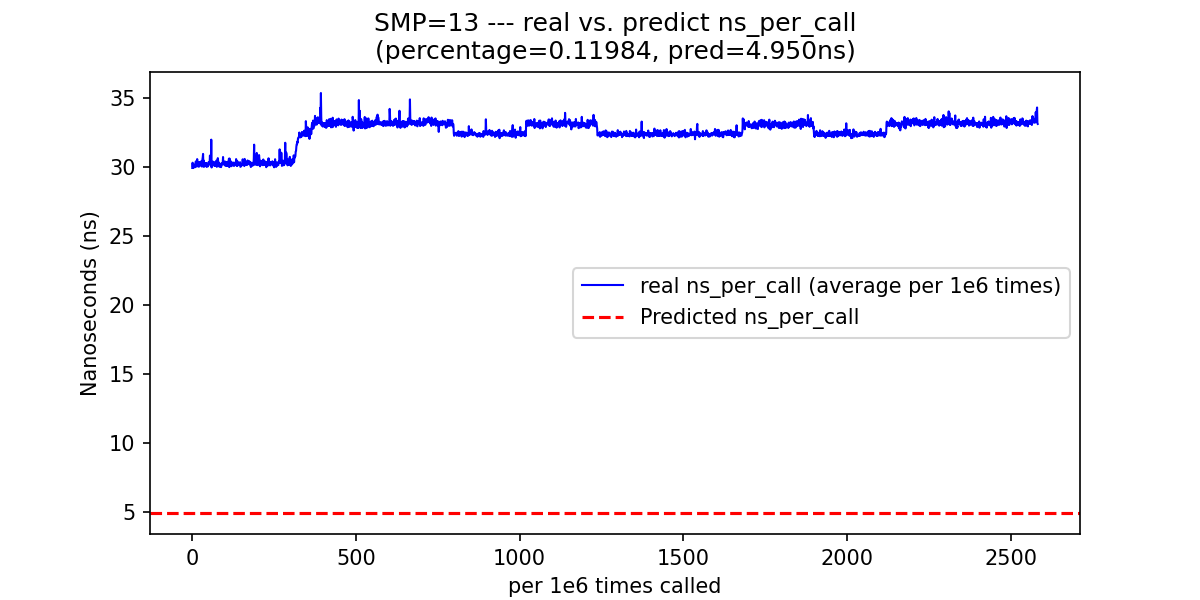 SMP=13 --- real vs. predict ns_per_call
(percentage=0.11984, pred=4.950ns)
35
30
25
20
15
10
5
Nanoseconds (ns)
real ns_per_call (average per 1e6 times)
Predicted ns_per_call
0
500
1000
1500
2000
2500
per 1e6 times called